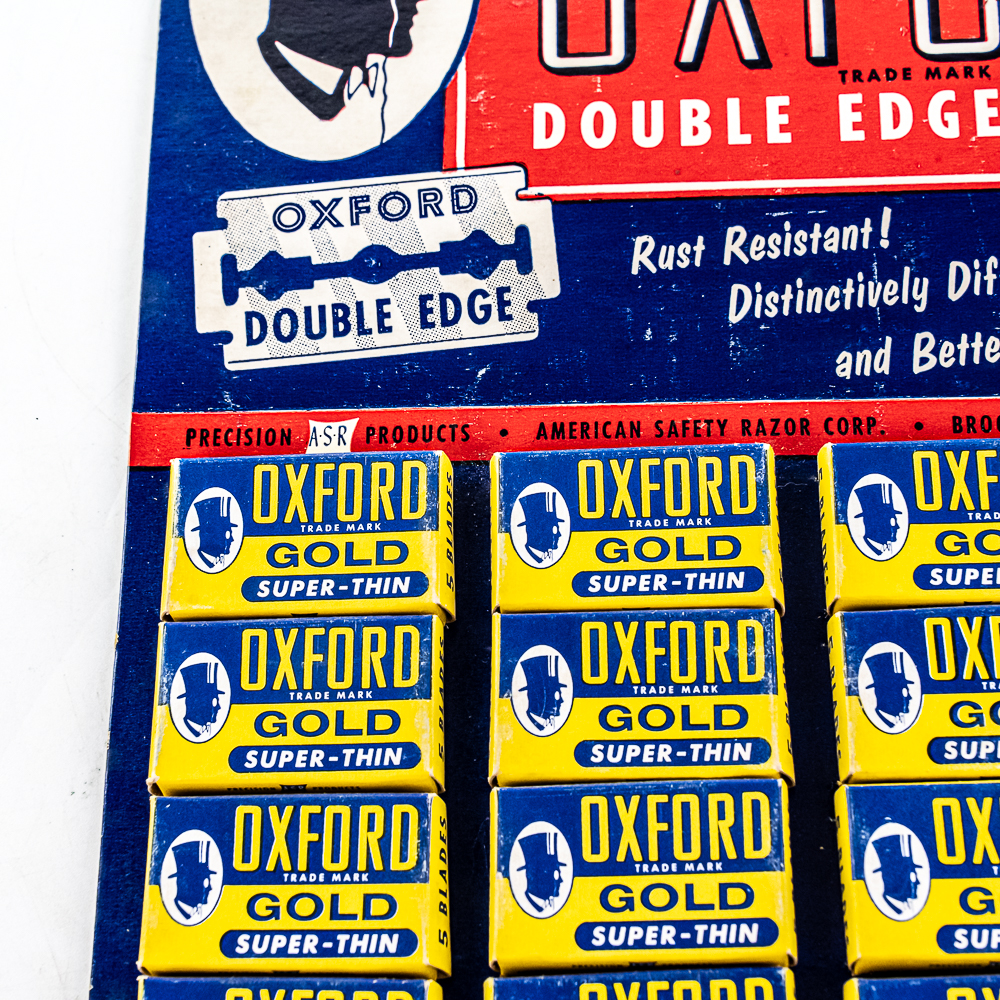 TRADE MARK
DOUBLE EDGE
OXFORD
DOUBLE EDGE
Rust Resistant!
Distinctively
and
PRECISION A·S·R PRODUCTS • AMERICAN SAFETY RAZOR CORP. •
OXFORD
TRADE MARK
GOLD
SUPER-THIN
5 BLADES
OXFORD
TRADE MARK
GOLD
SUPER-THIN
OXFORD
TRADE MARK
GOLD
SUPER-THIN
5 BLADES
OXFORD
TRADE MARK
GOLD
SUPER-THIN
OXFORD
TRADE MARK
GOLD
SUPER-THIN
5 BLADES
OXFORD
TRADE MARK
GOLD
SUPER-THIN
OXFORD
OXFORD